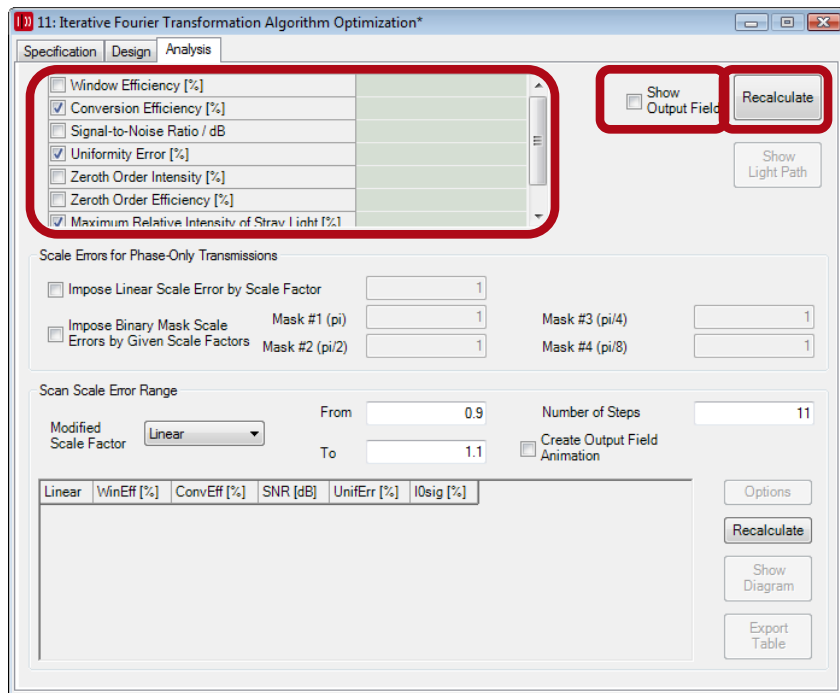 11: Iterative Fourier Transformation Algorithm Optimization*
Specification Design Analysis
Window Efficiency [%]
Conversion Efficiency [%]
Signal-to-Noise Ratio / dB
Uniformity Error [%]
Zeroth Order Intensity [%]
Zeroth Order Efficiency [%]
Maximum Relative Intensity of Stray Light [%]
Show
Output Field
Recalculate
Show
Light Path
Scale Errors for Phase-Only Transmissions
Impose Linear Scale Error by Scale Factor 1
Impose Binary Mask Scale
Errors by Given Scale Factors
Mask #1 (pi) 1
Mask #3 (pi/4) 1
Mask #2 (pi/2) 1
Mask #4 (pi/8) 1
Scan Scale Error Range
Modified
Scale Factor
Linear
From 0.9
Number of Steps 11
To 1.1
Create Output Field
Animation
Linear WinEff [%] ConvEff [%] SNR [dB] UnifErr [%] I0sig [%]
Options
Recalculate
Show
Diagram
Export
Table